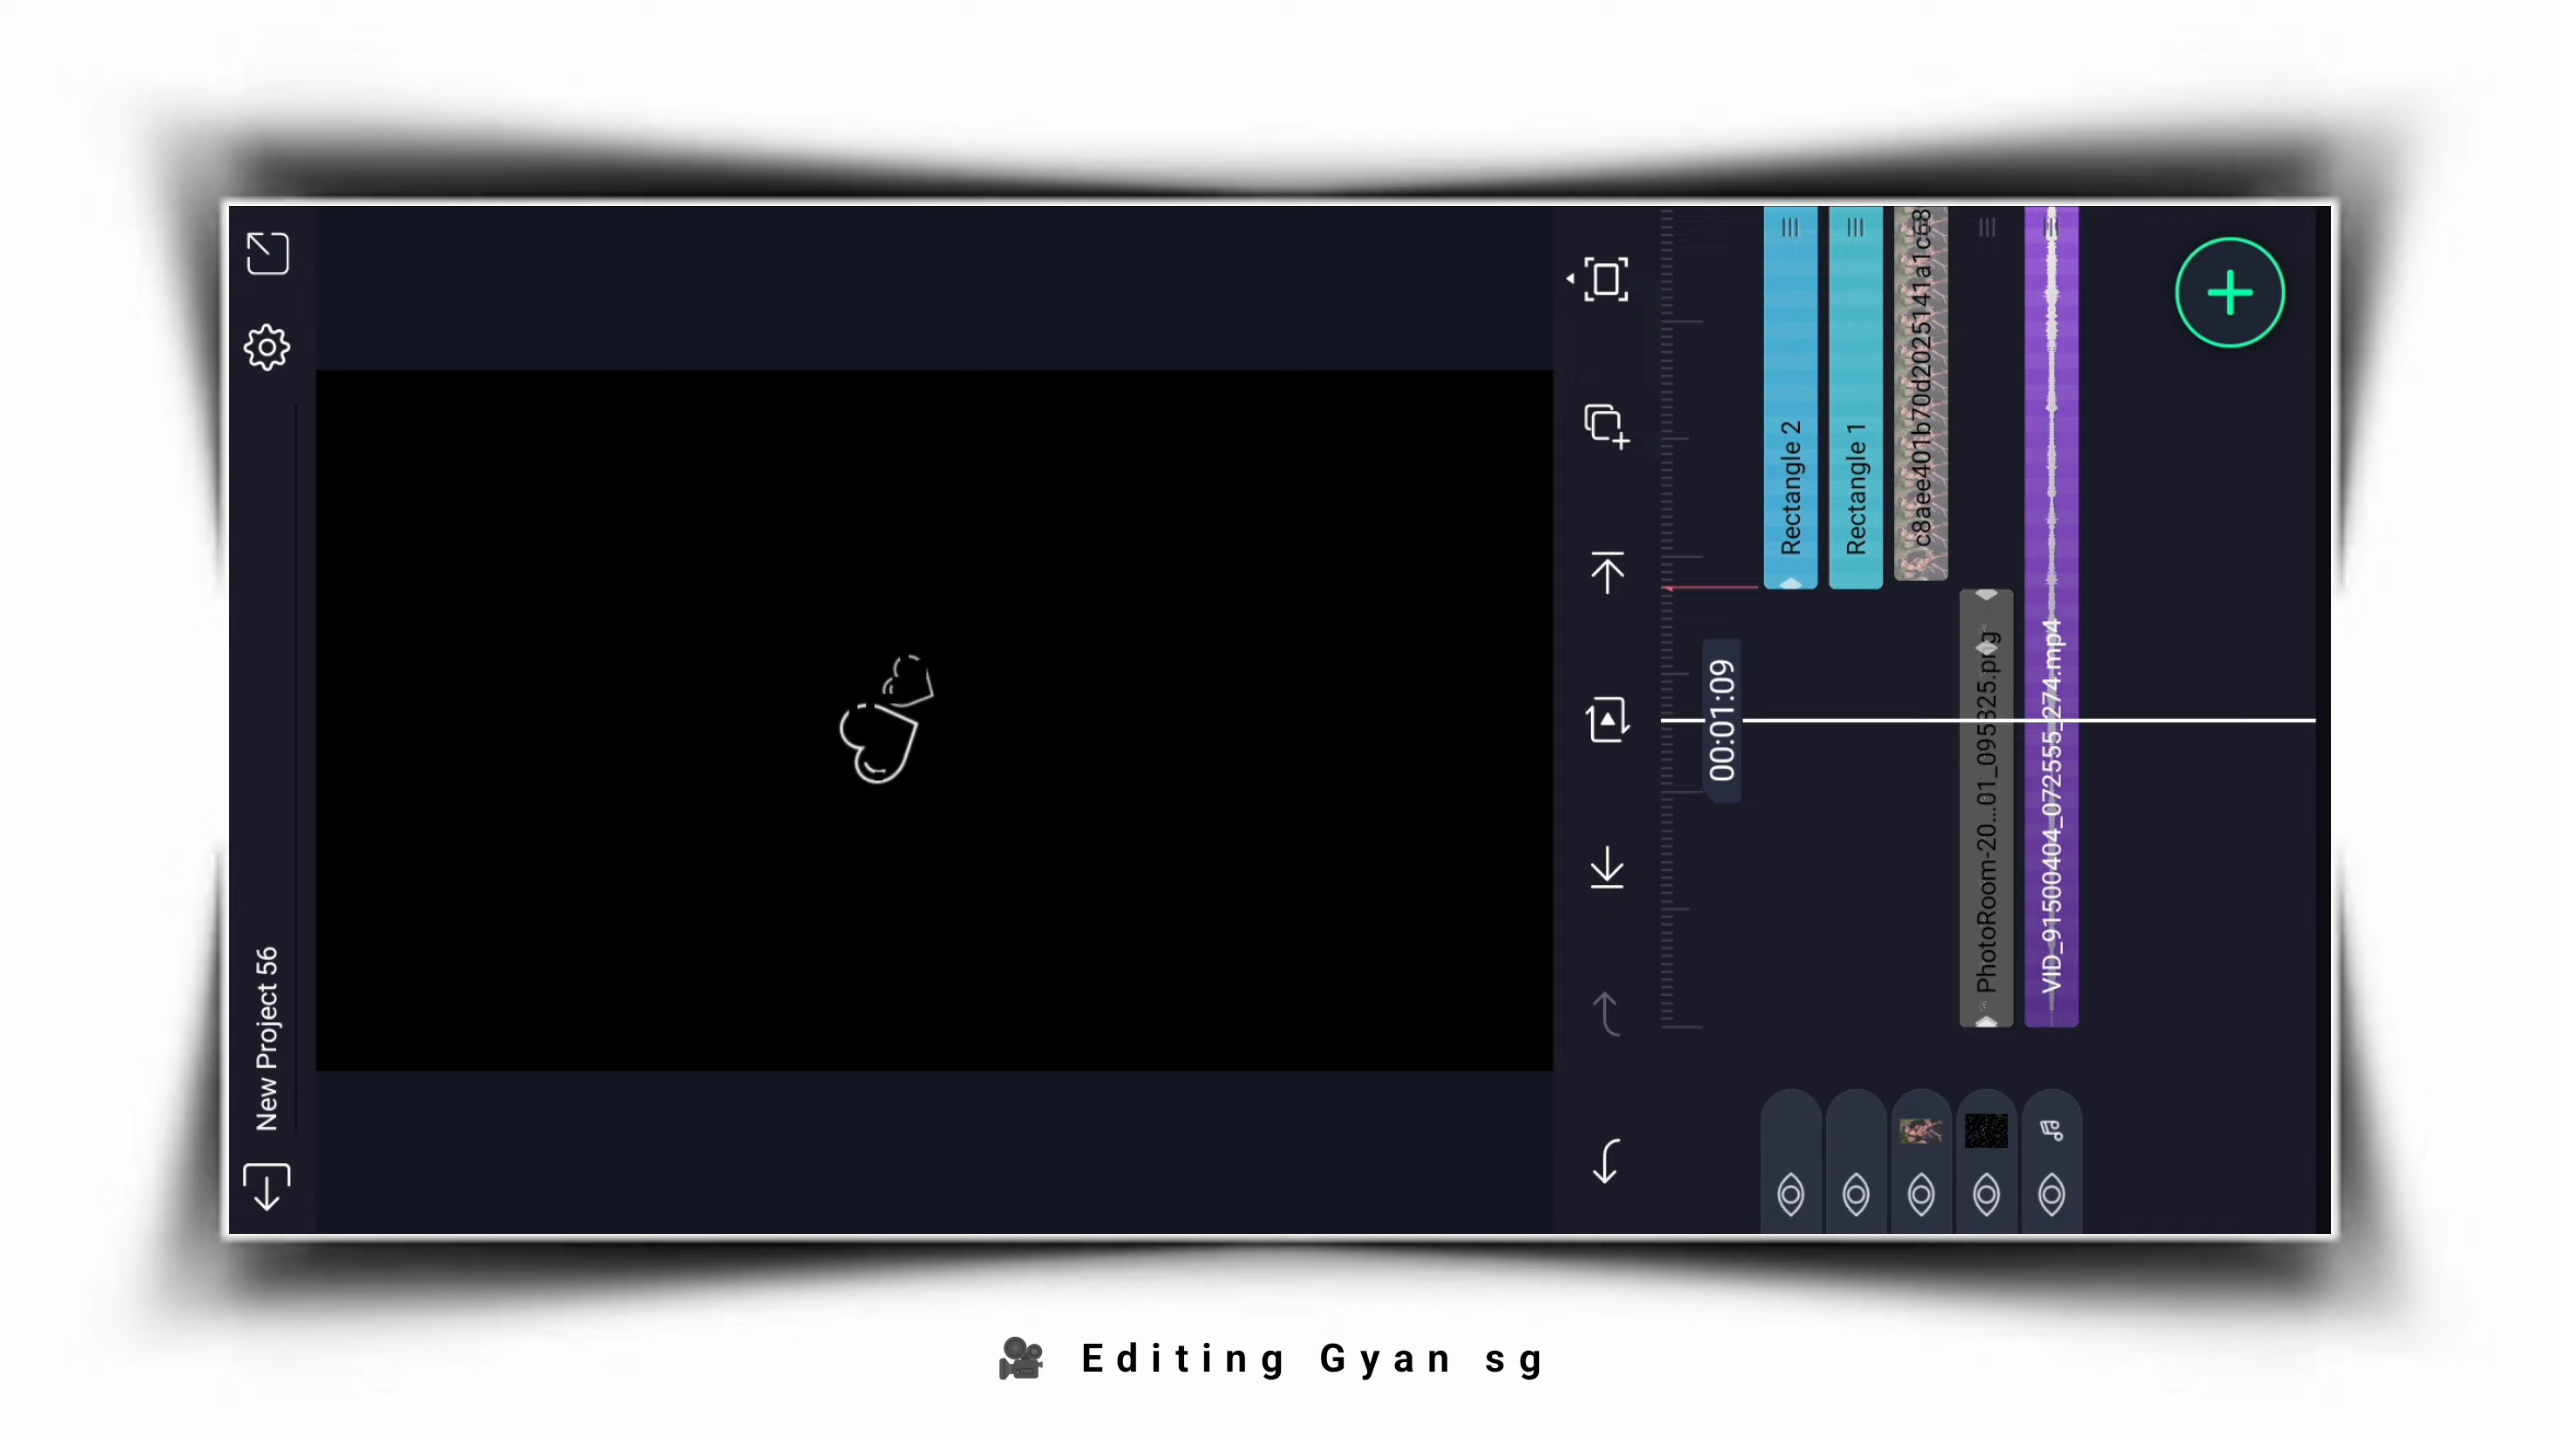 New Project 56
00:01:09
Rectangle 2
Rectangle 1
c8aee401b70d2025141a1c68
PhotoRoom-20...01_095325.png
VID_91500404_072555_274.mp4
Editing Gyan sg